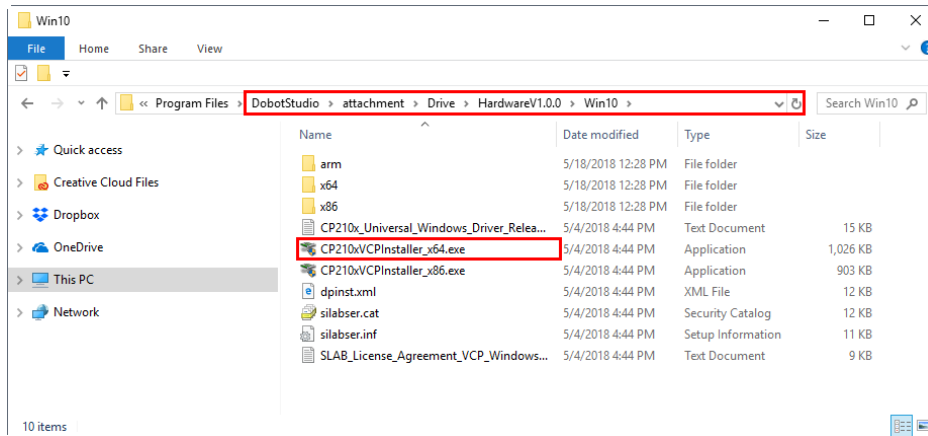 Win10
File Home Share View
« Program Files › DobotStudio › attachment › Drive › HardwareV1.0.0 › Win10 › Search Win10
Name Date modified Type Size
Quick access
Creative Cloud Files
Dropbox
OneDrive
This PC
Network
arm 5/18/2018 12:28 PM File folder
x64 5/18/2018 12:28 PM File folder
x86 5/18/2018 12:28 PM File folder
CP210x_Universal_Windows_Driver_Relea... 5/4/2018 4:44 PM Text Document 15 KB
CP210xVCPInstaller_x64.exe 5/4/2018 4:44 PM Application 1,026 KB
CP210xVCPInstaller_x86.exe 5/4/2018 4:44 PM Application 903 KB
dpinst.xml 5/4/2018 4:44 PM XML File 12 KB
silabser.cat 5/4/2018 4:44 PM Security Catalog 12 KB
silabser.inf 5/4/2018 4:44 PM Setup Information 11 KB
SLAB_License_Agreement_VCP_Windows... 5/4/2018 4:44 PM Text Document 9 KB
10 items